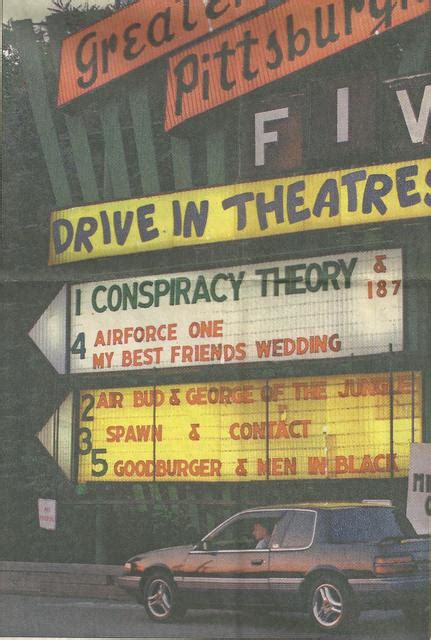 Greater
Pittsburgh
FIV
DRIVE IN THEATRES
1 CONSPIRACY THEORY & 187
4 AIRFORCE ONE
MY BEST FRIENDS WEDDING
2 AIR BUD & GEORGE OF THE JUNGLE
3 SPAWN & CONTACT
5 GOODBURGER & MEN IN BLACK